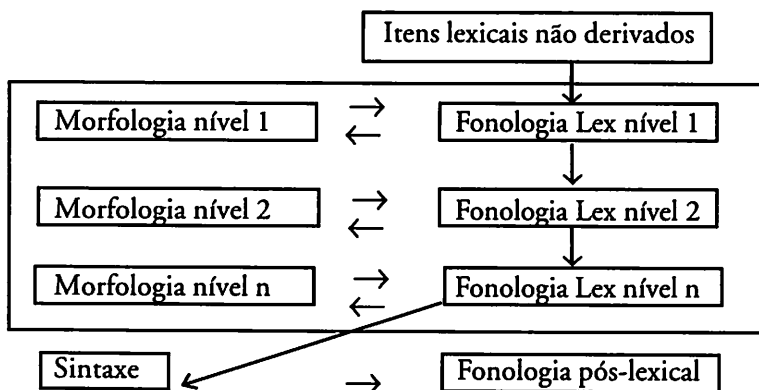 Itens lexicais não derivados
Morfologia nível 1
Fonologia Lex nível 1
Morfologia nível 2
Fonologia Lex nível 2
Morfologia nível n
Fonologia Lex nível n
Sintaxe
Fonologia pós-lexical